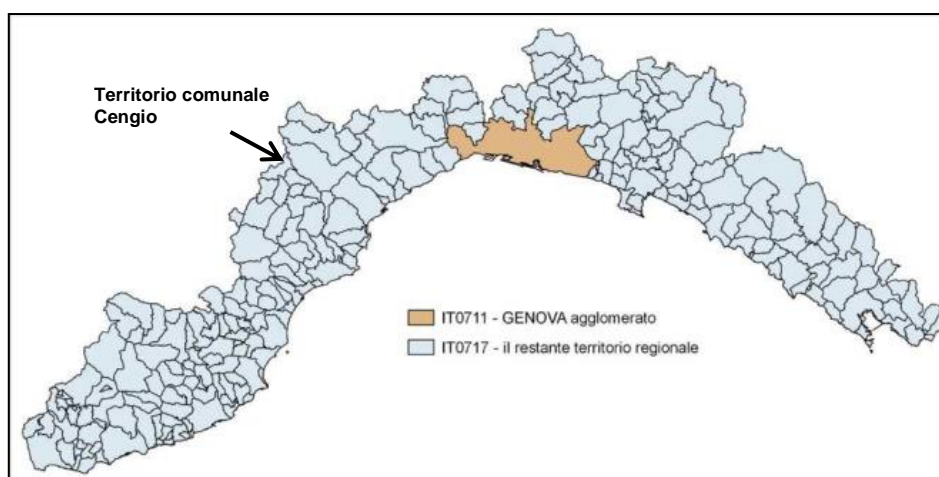 Territorio comunale
Cengio
IT0711 - GENOVA agglomerato
IT0717 - il restante territorio regionale